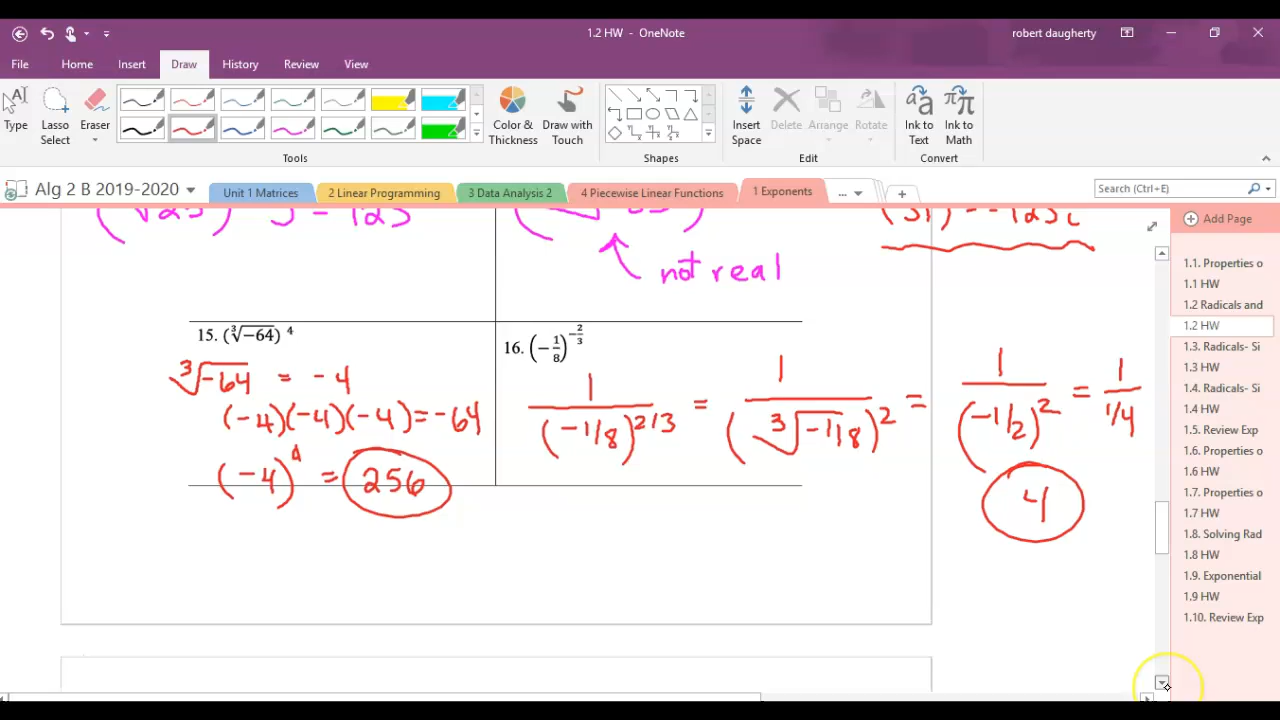 1.2 HW - OneNote
robert daugherty
File Home Insert Draw History Review View
Type
Lasso Select
Eraser
Color & Thickness
Draw with Touch
Insert Space
Delete
Arrange
Rotate
Ink to Text
Ink to Math
Tools
Shapes
Edit
Convert
Alg 2 B 2019-2020
Unit 1 Matrices
2 Linear Programming
3 Data Analysis 2
4 Piecewise Linear Functions
1 Exponents
...
Search (Ctrl+E)
Add Page
1.1. Properties o
1.1 HW
1.2 Radicals and
1.2 HW
1.3. Radicals- Si
1.3 HW
1.4. Radicals- Si
1.4 HW
1.5. Review Exp
1.6. Properties o
1.6 HW
1.7. Properties o
1.7 HW
1.8. Solving Rad
1.8 HW
1.9. Exponential
1.9 HW
1.10. Review Exp
not real
15. (∛−64) ⁴
∛-64 = -4
(-4)(-4)(-4) = -64
(-4)⁴ = 256
16. (−1/8)^(−2/3)
1/(-1/8)^(2/3) = 1/(∛-1/8)² = 1/(-1/2)² = 1/(1/4)
4